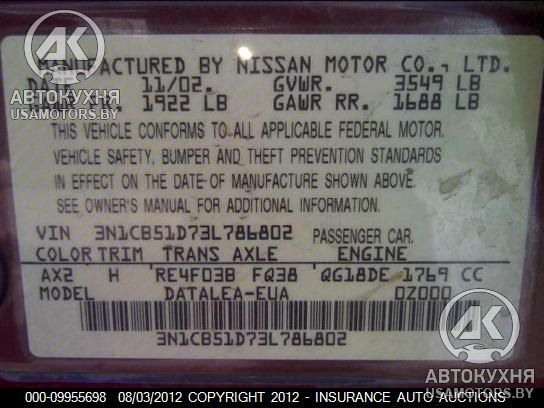 MANUFACTURED BY NISSAN MOTOR CO., LTD.
11/02. GVWR. 3549 LB
1922 LB GAWR RR. 1688 LB
THIS VEHICLE CONFORMS TO ALL APPLICABLE FEDERAL MOTOR
VEHICLE SAFETY, BUMPER AND THEFT PREVENTION STANDARDS
IN EFFECT ON THE DATE OF MANUFACTURE SHOWN ABOVE.
SEE OWNER'S MANUAL FOR ADDITIONAL INFORMATION.
VIN 3N1CB51D73L786802 PASSENGER CAR.
COLOR TRIM TRANS AXLE ENGINE
AX2 H RE4F03B FQ38 QG18DE 1769 CC
MODEL DATALEA-EUA 0Z000
3N1CB51D73L786802
АК
АВТОКУХНЯ
USAMOTORS.BY
АК
АВТОКУХНЯ
USAMOTORS.BY
000-09955698 08/03/2012 COPYRIGHT 2012 - INSURANCE AUTO AUCTIONS